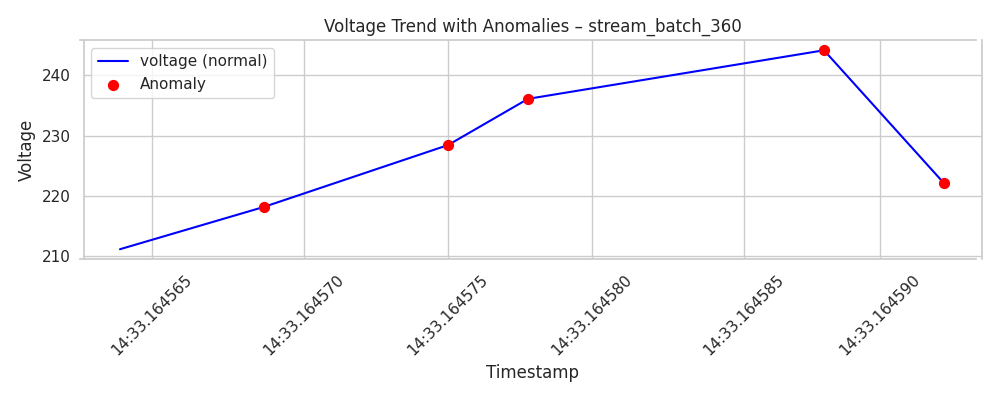 Voltage Trend with Anomalies – stream_batch_360
voltage (normal)
Anomaly
Voltage
240
230
220
210
14:33.164565
14:33.164570
14:33.164575
14:33.164580
14:33.164585
14:33.164590
Timestamp